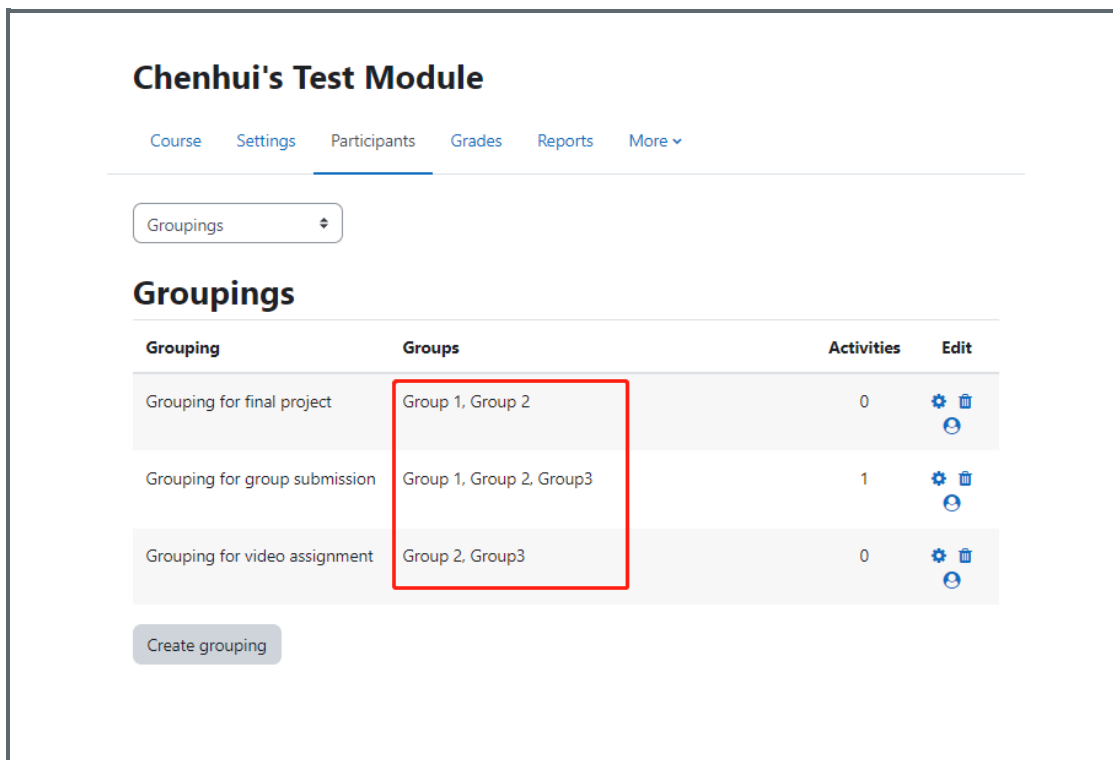 Chenhui's Test Module
Course Settings Participants Grades Reports More
Groupings
Groupings
Grouping Groups Activities Edit
Grouping for final project Group 1, Group 2 0
Grouping for group submission Group 1, Group 2, Group3 1
Grouping for video assignment Group 2, Group3 0
Create grouping